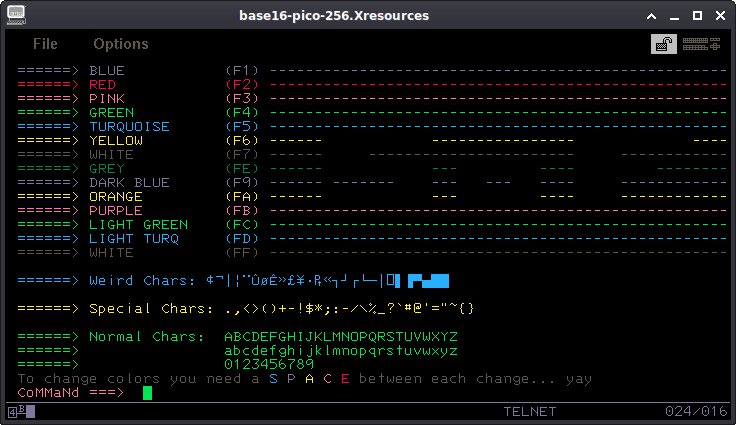 base16-pico-256.Xresources
File Options
======> BLUE (F1) ---------------------------------------------------
======> RED (F2) ---------------------------------------------------
======> PINK (F3) ---------------------------------------------------
======> GREEN (F4) ---------------------------------------------------
======> TURQUOISE (F5) ---------------------------------------------------
======> YELLOW (F6) ------ ---------------- ----
======> WHITE (F7) ------ --------------------- ------------
======> GREY (FE) --- ---- ---
======> DARK BLUE (F9) ------ ------- --- --- ------------
======> ORANGE (FA) ------ --- ---- ---
======> PURPLE (FB) ---------------------------------------------------
======> LIGHT GREEN (FC) ---------------------------------------------------
======> LIGHT TURQ (FD) ---------------------------------------------------
======> WHITE (FF) ---------------------------------------------------
======> Weird Chars: ¢¬|¦¨ÛøÊ»£¥·₧«┐┘┌└─│
======> Special Chars: .,<>()+-!$*;:-/\%_?`#@'="~{}
======> Normal Chars: ABCDEFGHIJKLMNOPQRSTUVWXYZ
======> abcdefghijklmnopqrstuvwxyz
======> 0123456789
To change colors you need a S P A C E between each change... yay
CoMMaNd ===>
4 B TELNET 024/016